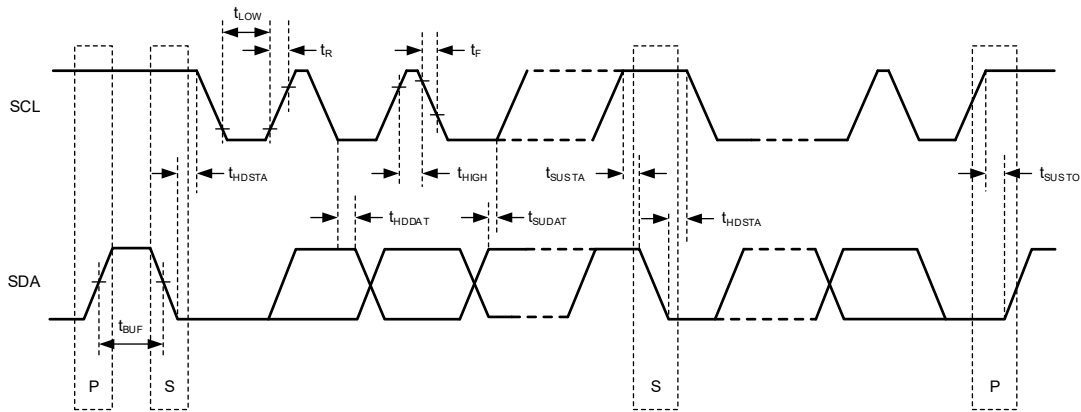 tLOW
tR
tF
SCL
tHDSTA
tHIGH
tSUSTA
tSUSTO
tHDDAT
tSUDAT
tHDSTA
SDA
tBUF
P
S
S
P